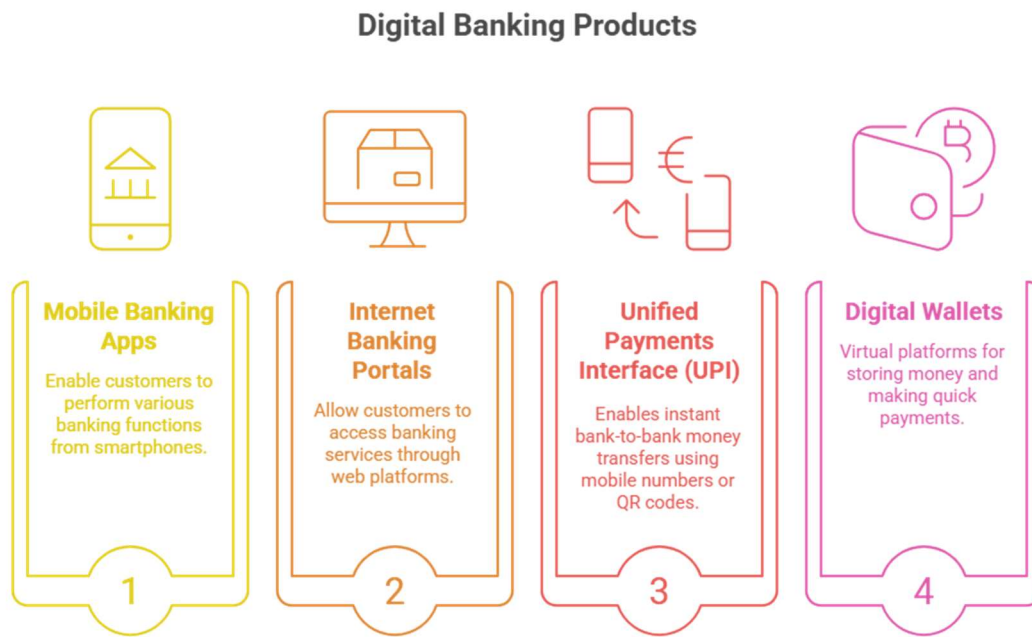 Digital Banking Products
Mobile Banking
Apps
Enable customers to
perform various
banking functions
from smartphones.
1
Internet
Banking
Portals
Allow customers to
access banking
services through
web platforms.
2
Unified
Payments
Interface (UPI)
Enables instant
bank-to-bank money
transfers using
mobile numbers or
QR codes.
3
Digital Wallets
Virtual platforms for
storing money and
making quick
payments.
4